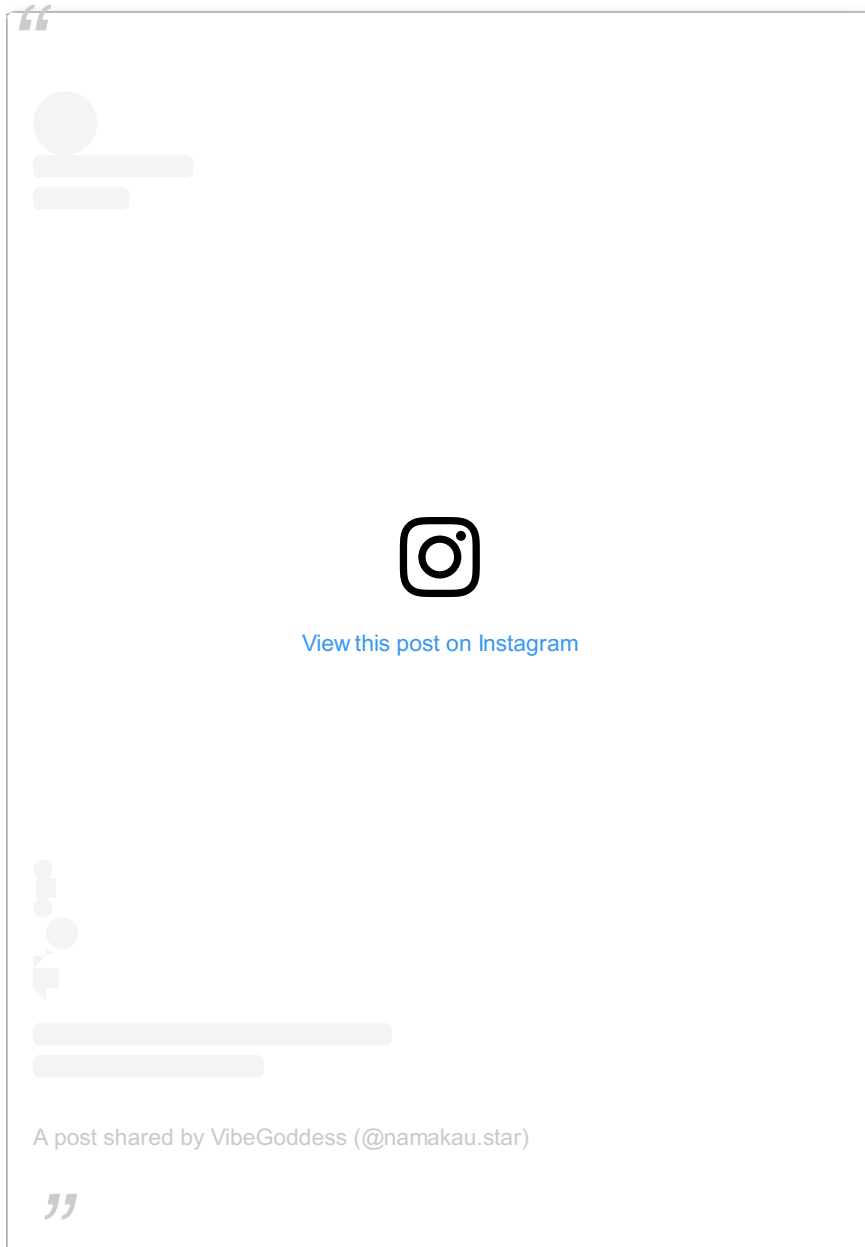 “
View this post on Instagram
A post shared by VibeGoddess (@namakau.star)
”